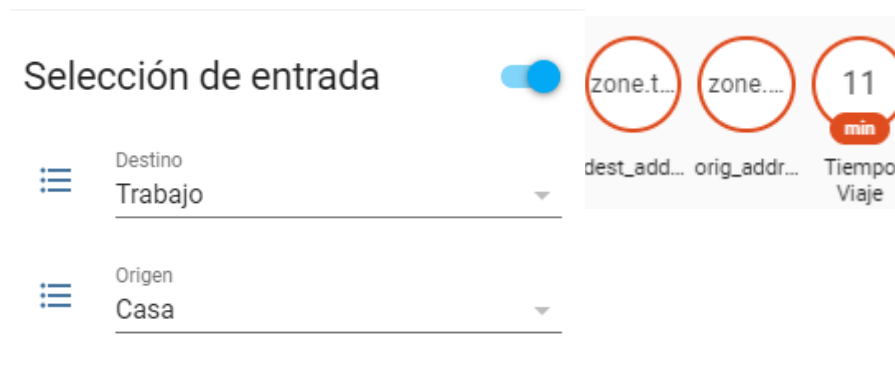 Selección de entrada
Destino
Trabajo
Origen
Casa
zone.t...
zone....
11
min
dest_add...
orig_addr...
Tiempo
Viaje